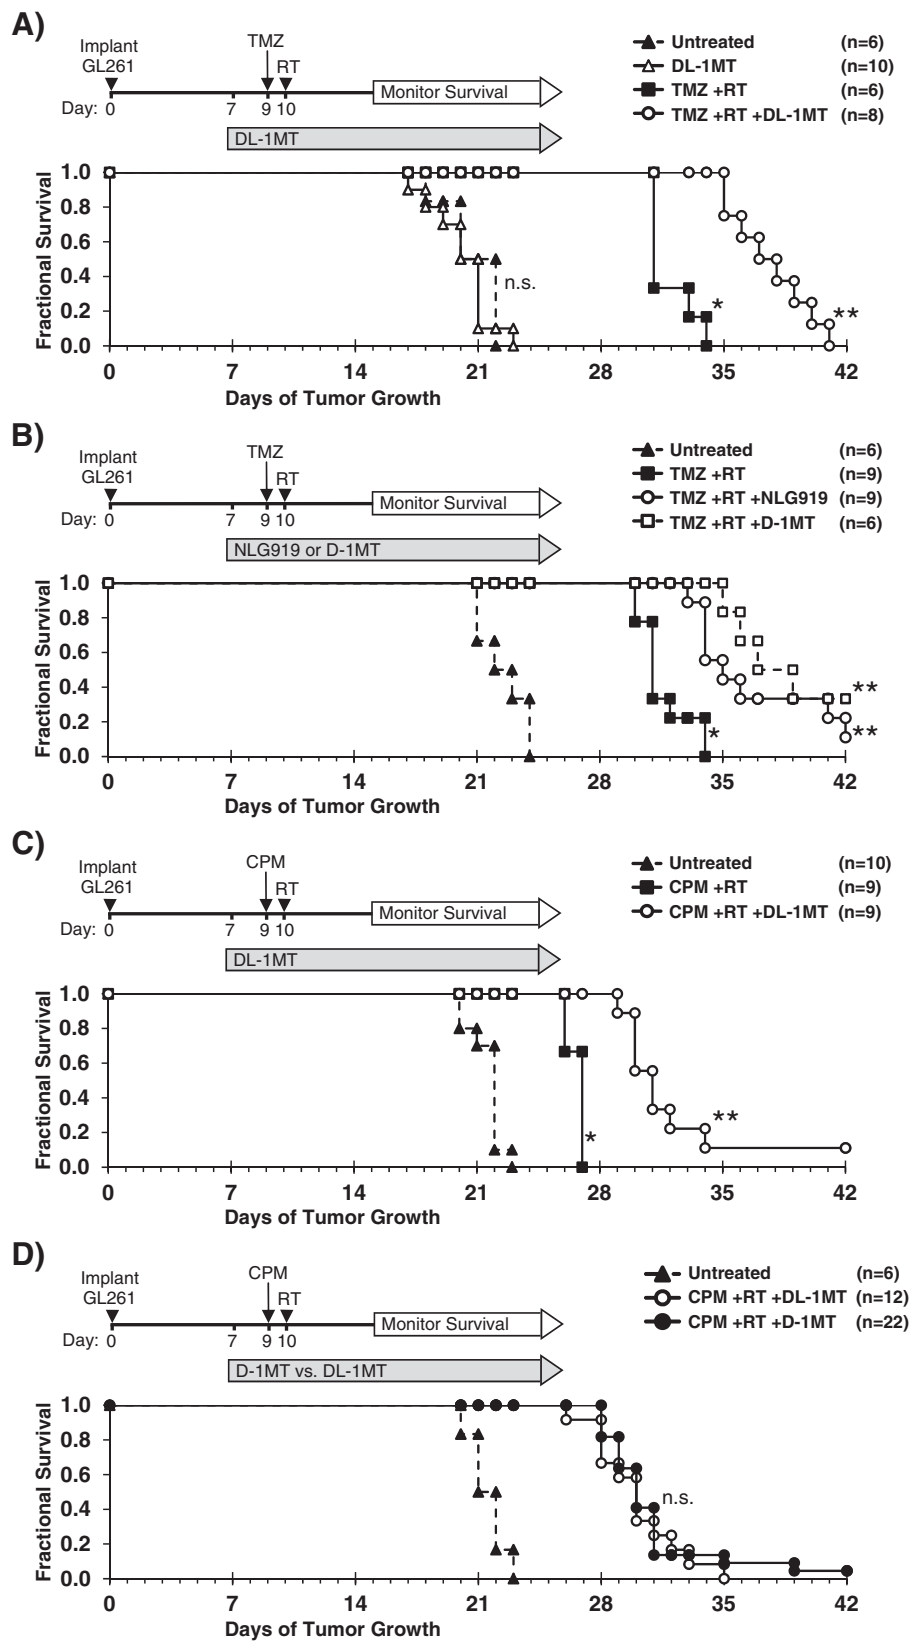 A)
Implant
GL261
TMZ
RT
Monitor Survival
Day: 0 7 9 10
DL-1MT
Untreated (n=6)
DL-1MT (n=10)
TMZ +RT (n=6)
TMZ +RT +DL-1MT (n=8)
Fractional Survival
1.0
0.8
0.6
0.4
0.2
0.0
n.s.
*
**
0 7 14 21 28 35 42
Days of Tumor Growth
B)
Implant
GL261
TMZ
RT
Monitor Survival
Day: 0 7 9 10
NLG919 or D-1MT
Untreated (n=6)
TMZ +RT (n=9)
TMZ +RT +NLG919 (n=9)
TMZ +RT +D-1MT (n=6)
Fractional Survival
1.0
0.8
0.6
0.4
0.2
0.0
**
*
**
0 7 14 21 28 35 42
Days of Tumor Growth
C)
Implant
GL261
CPM
RT
Monitor Survival
Day: 0 7 9 10
DL-1MT
Untreated (n=10)
CPM +RT (n=9)
CPM +RT +DL-1MT (n=9)
Fractional Survival
1.0
0.8
0.6
0.4
0.2
0.0
*
**
0 7 14 21 28 35 42
Days of Tumor Growth
D)
Implant
GL261
CPM
RT
Monitor Survival
Day: 0 7 9 10
D-1MT vs. DL-1MT
Untreated (n=6)
CPM +RT +DL-1MT (n=12)
CPM +RT +D-1MT (n=22)
Fractional Survival
1.0
0.8
0.6
0.4
0.2
0.0
n.s.
0 7 14 21 28 35 42
Days of Tumor Growth